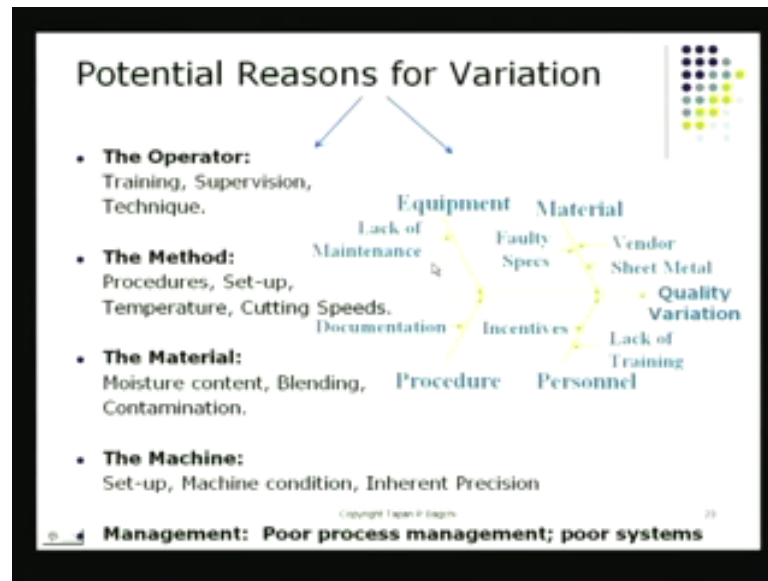 Potential Reasons for Variation
The Operator:
Training, Supervision,
Technique.
The Method:
Procedures, Set-up,
Temperature, Cutting Speeds.
The Material:
Moisture content, Blending,
Contamination.
The Machine:
Set-up, Machine condition, Inherent Precision
Management: Poor process management; poor systems
Equipment
Material
Lack of
Maintenance
Faulty
Specs
Vendor
Sheet Metal
Quality
Variation
Documentation
Incentives
Lack of
Training
Procedure
Personnel
Copyright Tapan P